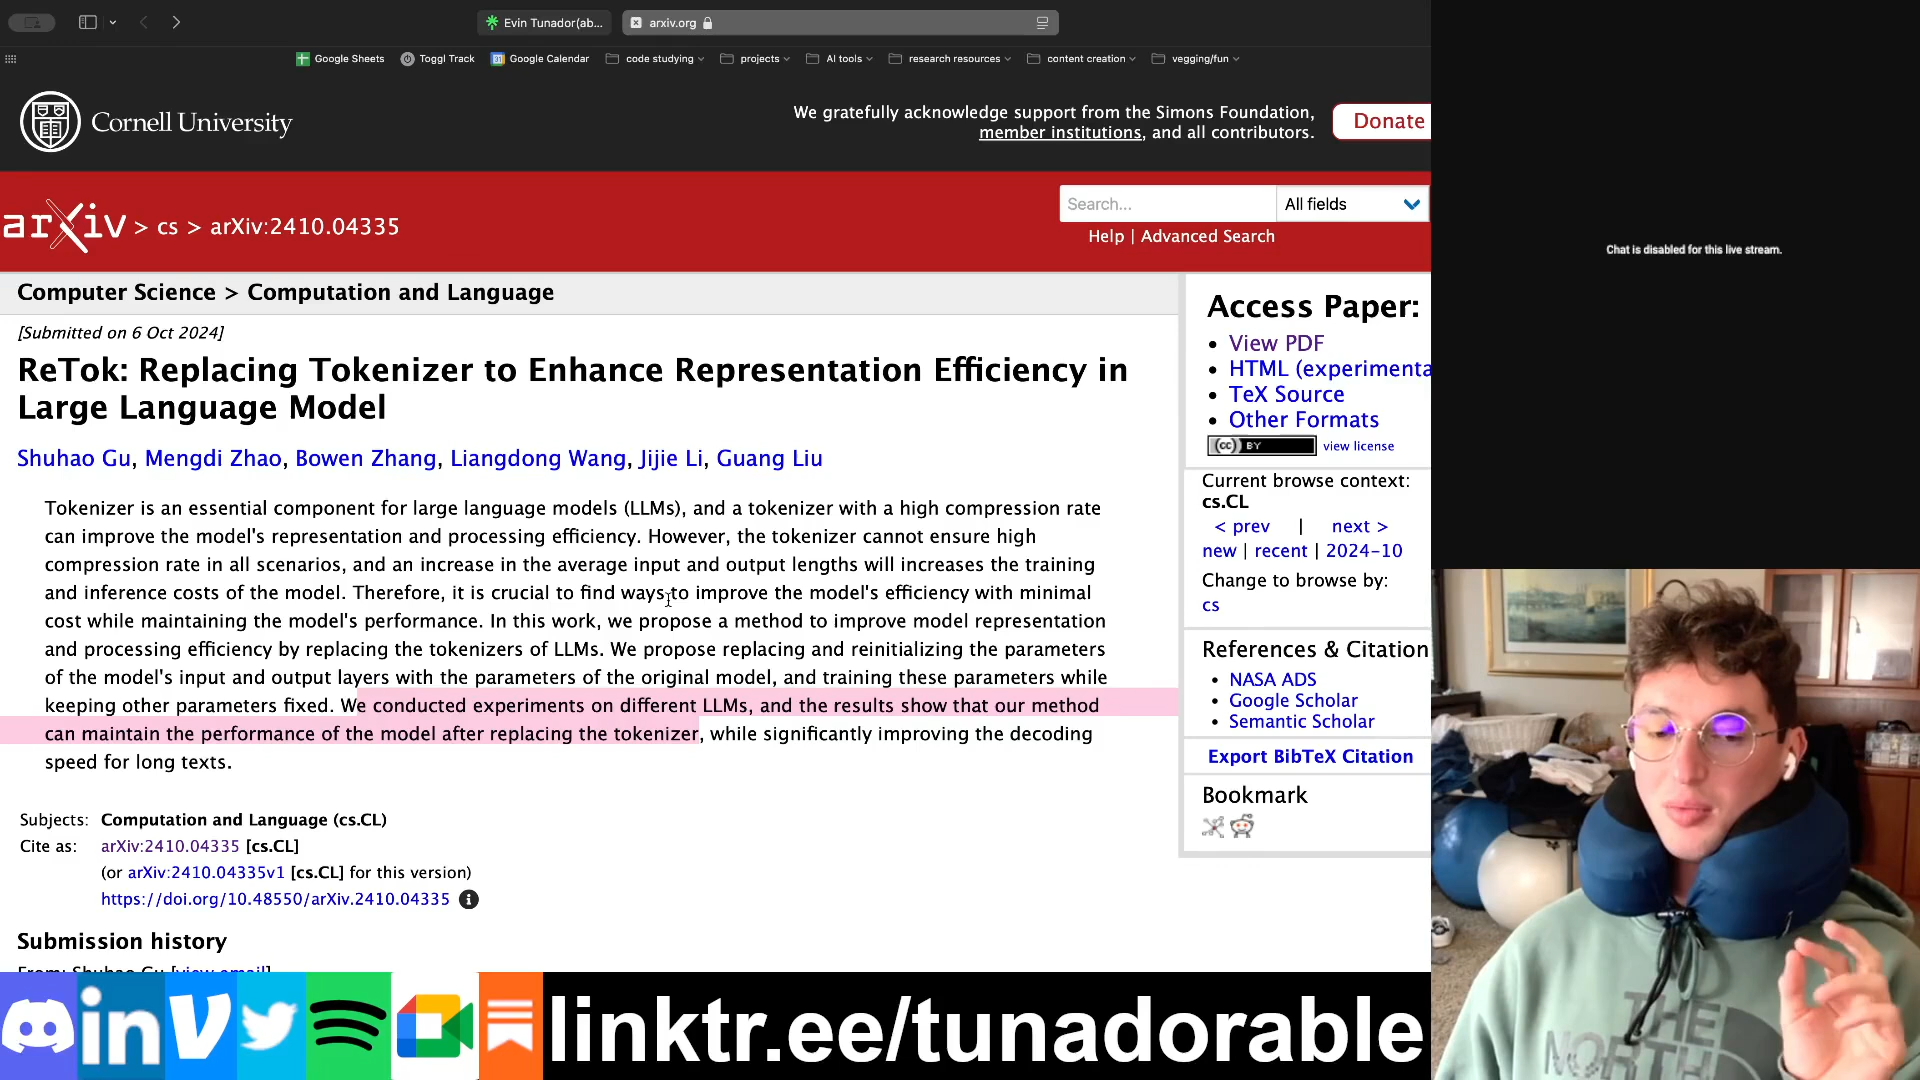 Evin Tunador(ab...
arxiv.org
Google Sheets
Toggl Track
Google Calendar
code studying
projects
AI tools
research resources
content creation
vegging/fun
Cornell University
We gratefully acknowledge support from the Simons Foundation,
member institutions, and all contributors.
Donate
arXiv > cs > arXiv:2410.04335
Search...
All fields
Help | Advanced Search
Computer Science > Computation and Language
[Submitted on 6 Oct 2024]
ReTok: Replacing Tokenizer to Enhance Representation Efficiency in
Large Language Model
Shuhao Gu, Mengdi Zhao, Bowen Zhang, Liangdong Wang, Jijie Li, Guang Liu
Tokenizer is an essential component for large language models (LLMs), and a tokenizer with a high compression rate
can improve the model's representation and processing efficiency. However, the tokenizer cannot ensure high
compression rate in all scenarios, and an increase in the average input and output lengths will increases the training
and inference costs of the model. Therefore, it is crucial to find ways to improve the model's efficiency with minimal
cost while maintaining the model's performance. In this work, we propose a method to improve model representation
and processing efficiency by replacing the tokenizers of LLMs. We propose replacing and reinitializing the parameters
of the model's input and output layers with the parameters of the original model, and training these parameters while
keeping other parameters fixed. We conducted experiments on different LLMs, and the results show that our method
can maintain the performance of the model after replacing the tokenizer, while significantly improving the decoding
speed for long texts.
Subjects: Computation and Language (cs.CL)
Cite as: arXiv:2410.04335 [cs.CL]
(or arXiv:2410.04335v1 [cs.CL] for this version)
https://doi.org/10.48550/arXiv.2410.04335
Submission history
From: Shuhao Gu [view email]
Access Paper:
View PDF
HTML (experimenta
TeX Source
Other Formats
(cc) BY
view license
Current browse context:
cs.CL
< prev | next >
new | recent | 2024-10
Change to browse by:
cs
References & Citation
NASA ADS
Google Scholar
Semantic Scholar
Export BibTeX Citation
Bookmark
Chat is disabled for this live stream.
in
linktr.ee/tunadorable
THE
NORTH